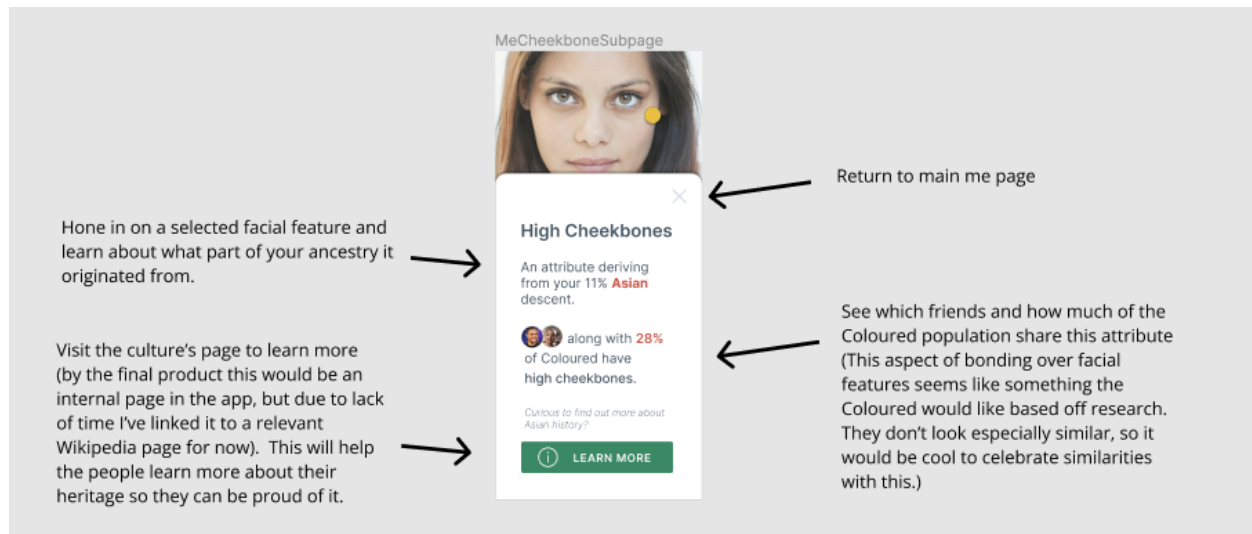 MeCheekboneSubpage
Return to main me page
Hone in on a selected facial feature and
learn about what part of your ancestry it
originated from.
High Cheekbones
An attribute deriving
from your 11% Asian
descent.
along with 28%
of Coloured have
high cheekbones.
Curious to find out more about
Asian history?
LEARN MORE
See which friends and how much of the
Coloured population share this attribute
(This aspect of bonding over facial
features seems like something the
Coloured would like based off research.
They don't look especially similar, so it
would be cool to celebrate similarities
with this.)
Visit the culture's page to learn more
(by the final product this would be an
internal page in the app, but due to lack
of time I've linked it to a relevant
Wikipedia page for now).  This will help
the people learn more about their
heritage so they can be proud of it.